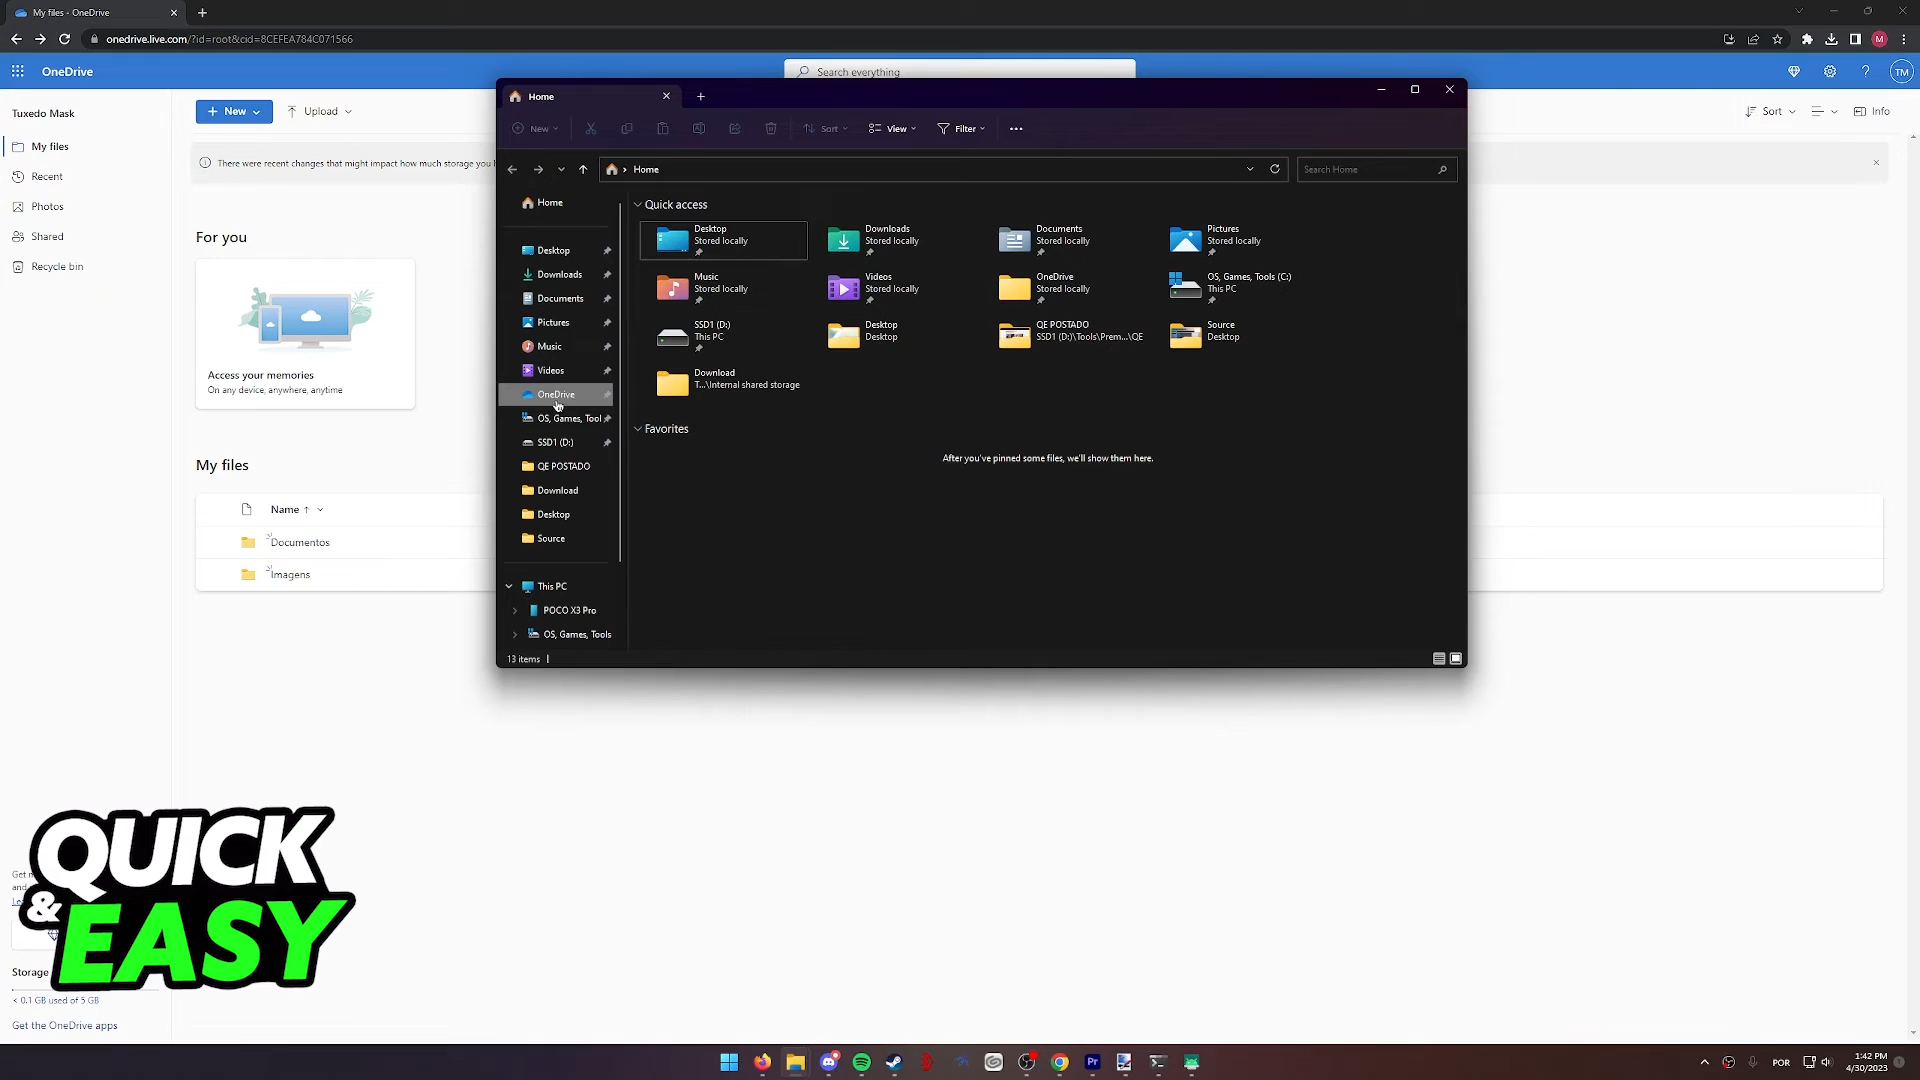 My files - OneDrive
onedrive.live.com/?id=root&cid=8CEFEA784C071566
M
OneDrive
Search everything
TM
Tuxedo Mask
My files
Recent
Photos
Shared
Recycle bin
New
Upload
Sort
Info
There were recent changes that might impact how much storage you
For you
Access your memories
On any device, anywhere, anytime
My files
Name
Documentos
Imagens
Home
New
Sort
View
Filter
Home
Search Home
Home
Desktop
Downloads
Documents
Pictures
Music
Videos
OneDrive
OS, Games, Tool
SSD1 (D:)
QE POSTADO
Download
Desktop
Source
This PC
POCO X3 Pro
OS, Games, Tools
13 items
Quick access
Desktop
Stored locally
Downloads
Stored locally
Documents
Stored locally
Pictures
Stored locally
Music
Stored locally
Videos
Stored locally
OneDrive
Stored locally
OS, Games, Tools (C:)
This PC
SSD1 (D:)
This PC
Desktop
Desktop
QE POSTADO
SSD1 (D:)\Tools\Prem...\QE
Source
Desktop
Download
T...\Internal shared storage
Favorites
After you've pinned some files, we'll show them here.
QUICK
& EASY
Get
and
Storage
< 0.1 GB used of 5 GB
Get the OneDrive apps
Pr
POR
1:42 PM
4/30/2023